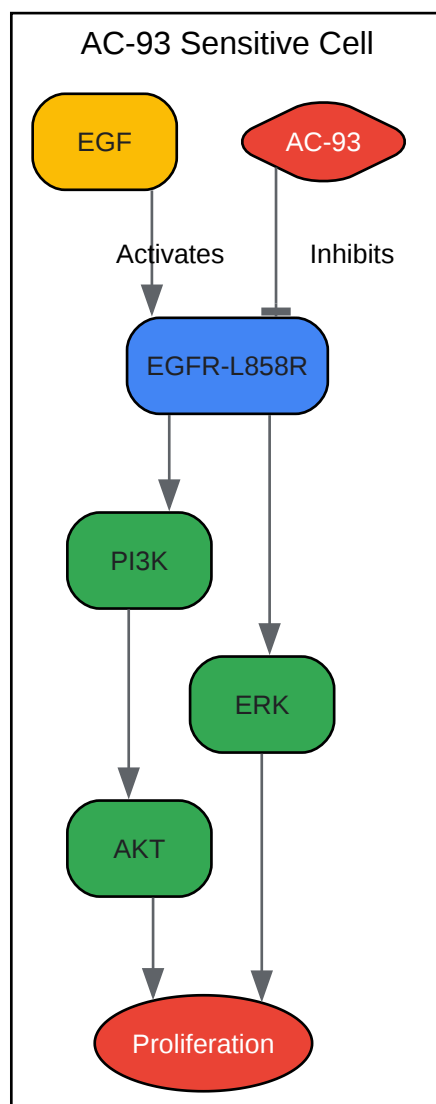 AC-93 Sensitive Cell
EGF
AC-93
Activates
Inhibits
EGFR-L858R
PI3K
ERK
AKT
Proliferation